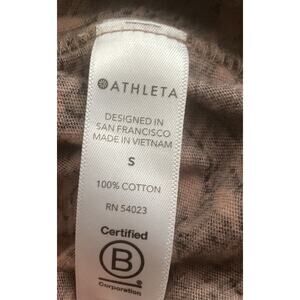 ATHLETA
DESIGNED IN
SAN FRANCISCO
MADE IN VIETNAM
S
100% COTTON
RN 54023
Certified
B
Corporation